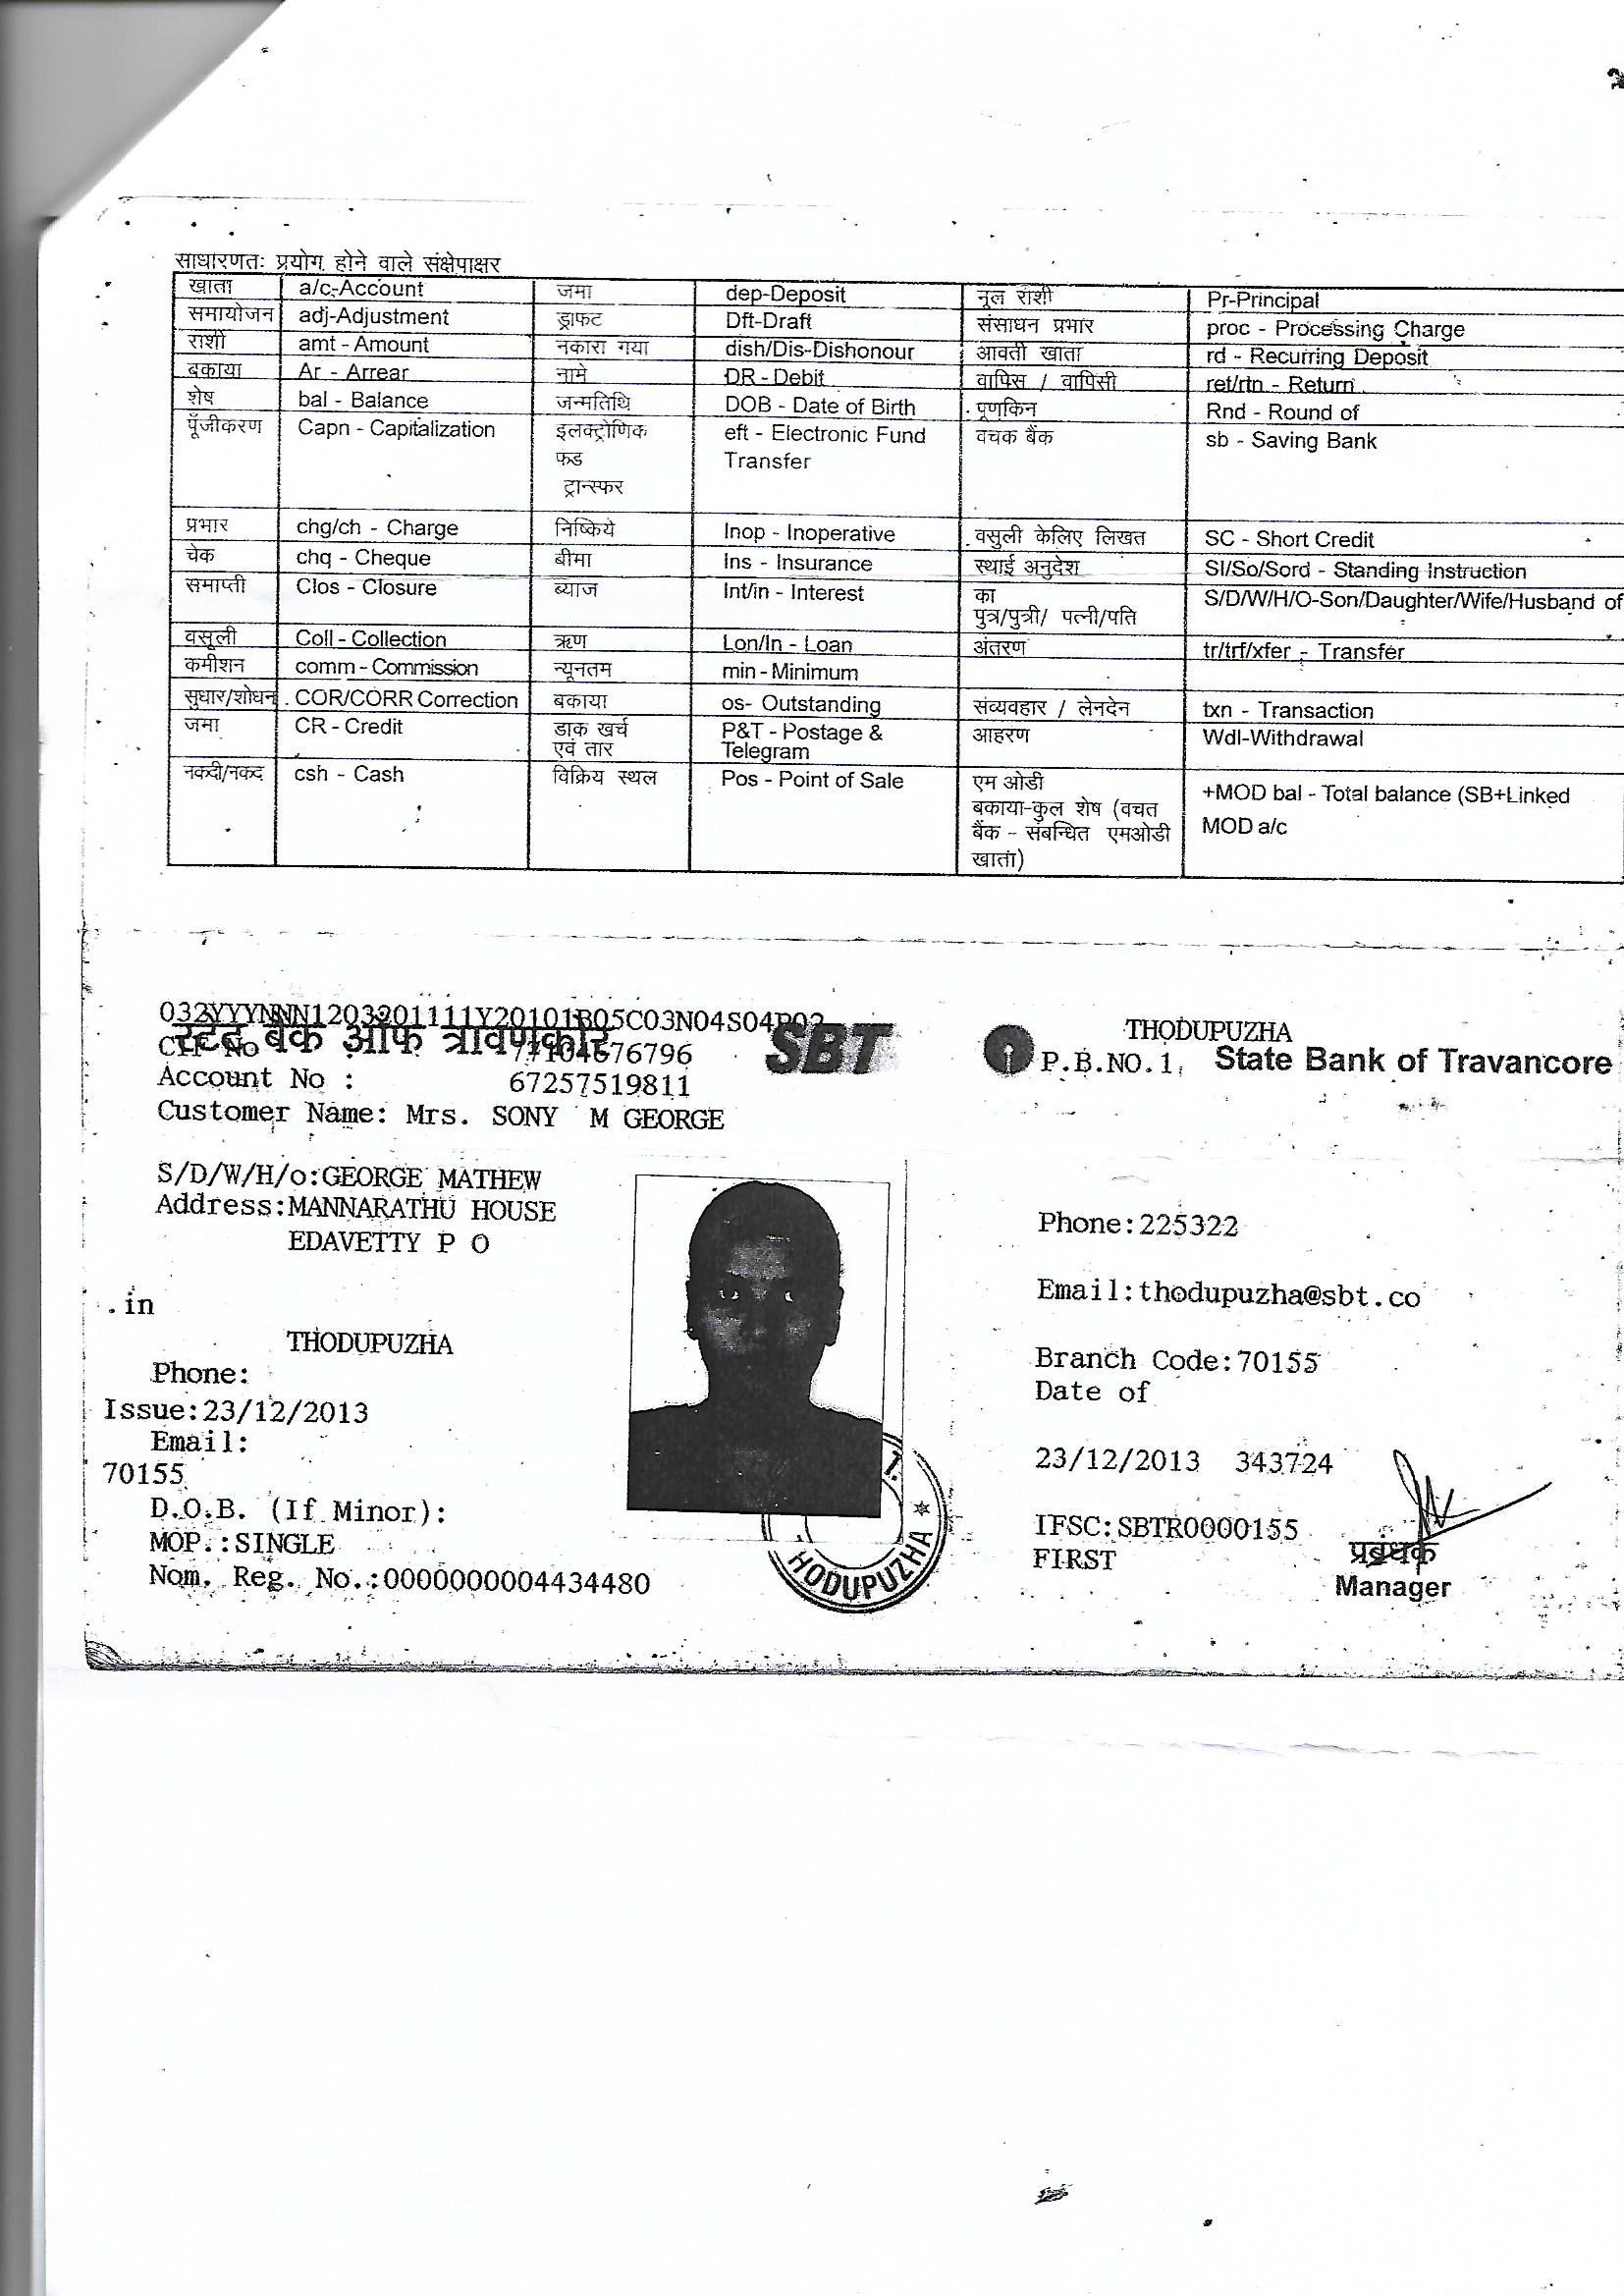 साधारणतः प्रयोग होने वाले संक्षेपाक्षर
खाता a/c-Account जमा dep-Deposit मूल राशी Pr-Principal
समायोजन adj-Adjustment ड्राफट Dft-Draft संसाधन प्रभार proc - Processing Charge
राशी amt - Amount नकारा गया dish/Dis-Dishonour आवती खाता rd - Recurring Deposit
बकाया Ar - Arrear नामे DR - Debit वापिस / वापिसी ret/rtn - Return
शेष bal - Balance जन्मतिथि DOB - Date of Birth पूणकिन Rnd - Round of
पूँजीकरण Capn - Capitalization इलक्ट्रोणिक eft - Electronic Fund वचक बैंक sb - Saving Bank
फंड Transfer
ट्रान्स्फर
प्रभार chg/ch - Charge निष्किये Inop - Inoperative वसुली केलिए लिखत SC - Short Credit
चेक chq - Cheque बीमा Ins - Insurance स्थाई अनुदेश SI/So/Sord - Standing Instruction
समाप्ती Clos - Closure ब्याज Int/in - Interest का S/D/W/H/O-Son/Daughter/Wife/Husband of
पुत्र/पुत्री/ पत्नी/पति
वसूली Coll - Collection ऋण Lon/ln - Loan अंतरण tr/trf/xfer - Transfer
कमीशन comm - Commission न्यूनतम min - Minimum
सुधार/शोधन COR/CORR Correction बकाया os- Outstanding संव्यवहार / लेनदेन txn - Transaction
जमा CR - Credit डाक खर्च P&T - Postage & आहरण Wdl-Withdrawal
एवं तार Telegram
नकदी/नकद csh - Cash विक्रिय स्थल Pos - Point of Sale एम ओडी +MOD bal - Total balance (SB+Linked
बकाया-कुल शेष (वचत MOD a/c
बैंक - संबन्धित एमओडी
खाता)
032YYYNNN1203201111Y20101B05C03N04S04P02 THODUPUZHA
स्टेट बैंक ऑफ त्रावणकोर SBT P.B.NO.1, State Bank of Travancore
CIF No 77104676796
Account No : 67257519811
Customer Name: Mrs. SONY M GEORGE
S/D/W/H/o:GEORGE MATHEW
Address:MANNARATHU HOUSE Phone:225322
EDAVETTY P O
.in Email:thodupuzha@sbt.co
THODUPUZHA Branch Code:70155
Phone: Date of
Issue:23/12/2013
Email: 23/12/2013 343724
70155
D.O.B. (If Minor): IFSC:SBTR0000155
MOP.:SINGLE FIRST प्रबंधक
Nom. Reg. No.:0000000004434480 HODUPUZHA Manager